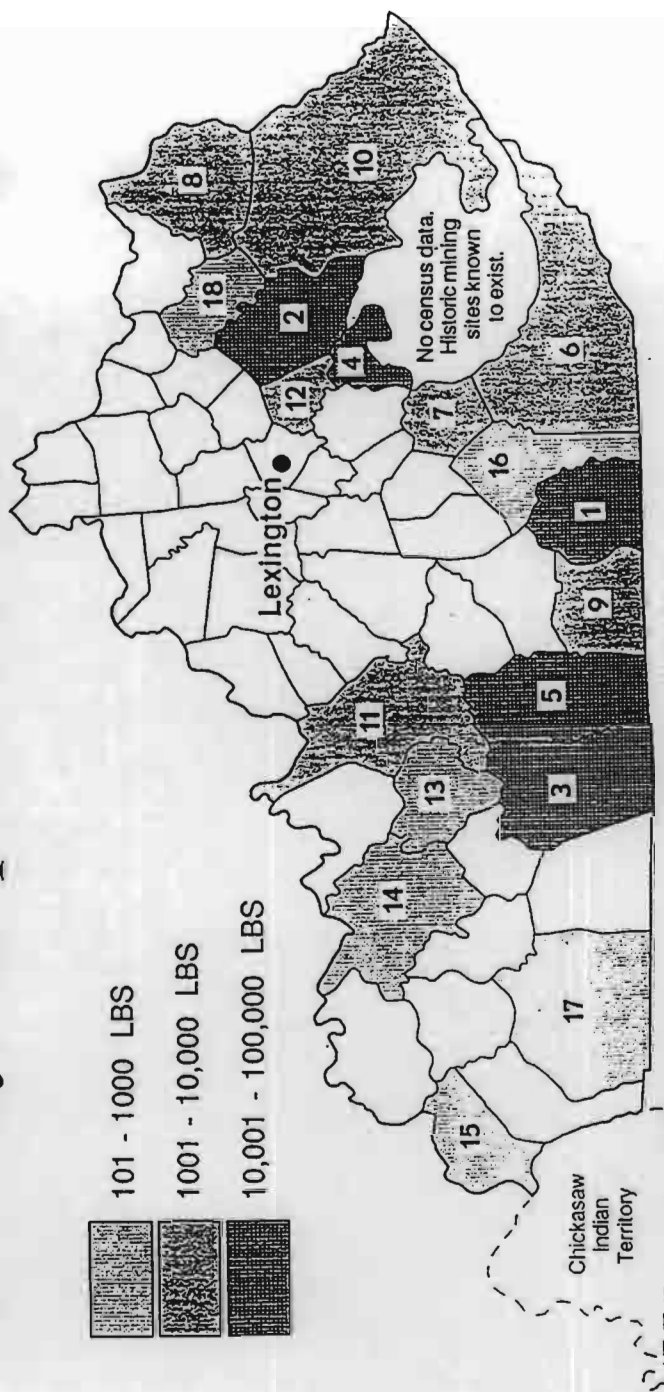 101 - 1000 LBS
1001 - 10,000 LBS
10,001 - 100,000 LBS
Chickasaw
Indian
Territory
15
17
14
13
11
3
5
9
1
16
7
6
Lexington
12
4
2
18
8
10
No census data.
Historic mining
sites known
to exist.